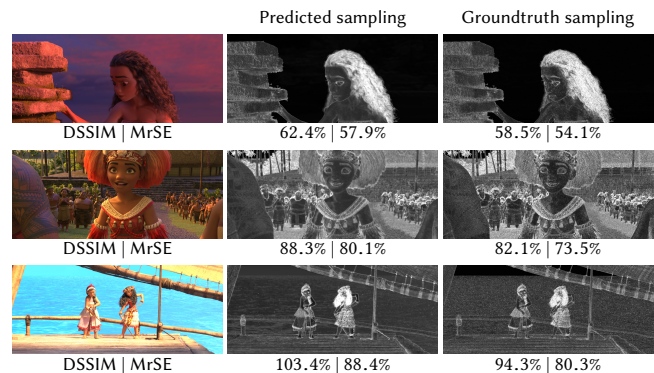 Predicted sampling Groundtruth sampling
DSSIM | MrSE 62.4% | 57.9% 58.5% | 54.1%
DSSIM | MrSE 88.3% | 80.1% 82.1% | 73.5%
DSSIM | MrSE 103.4% | 88.4% 94.3% | 80.3%